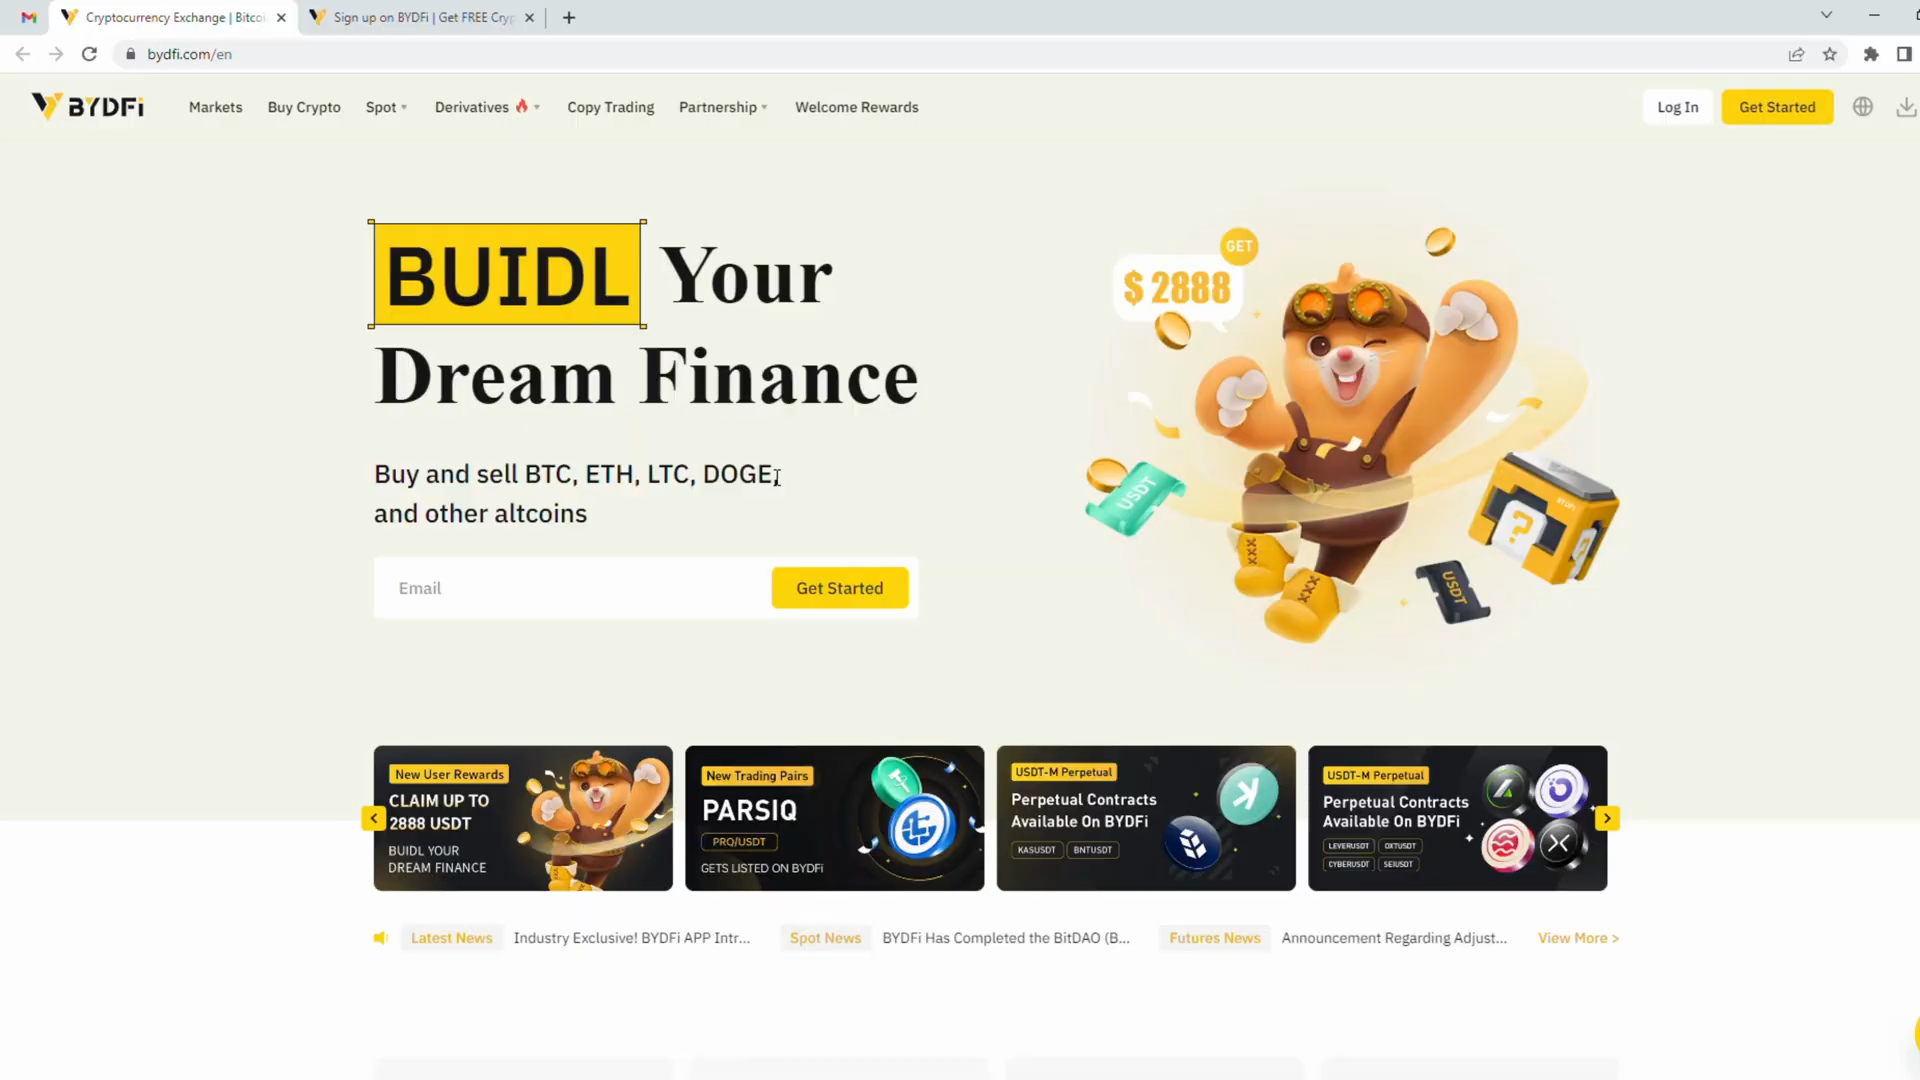 Cryptocurrency Exchange | Bitcoi
Sign up on BYDFi | Get FREE Cryp
bydfi.com/en
BYDFi
Markets
Buy Crypto
Spot
Derivatives
Copy Trading
Partnership
Welcome Rewards
Log In
Get Started
BUIDL Your
Dream Finance
Buy and sell BTC, ETH, LTC, DOGE,
and other altcoins
Email
Get Started
GET
$ 2888
USDT
BYDFi
?
USDT
New User Rewards
CLAIM UP TO
2888 USDT
BUIDL YOUR
DREAM FINANCE
New Trading Pairs
PARSIQ
PRQ/USDT
GETS LISTED ON BYDFi
USDT-M Perpetual
Perpetual Contracts
Available On BYDFi
KASUSDT
BNTUSDT
USDT-M Perpetual
Perpetual Contracts
Available On BYDFi
LEVERUSDT
OXTUSDT
CYBERUSDT
SEIUSDT
Latest News
Industry Exclusive! BYDFi APP Intr...
Spot News
BYDFi Has Completed the BitDAO (B...
Futures News
Announcement Regarding Adjust...
View More >